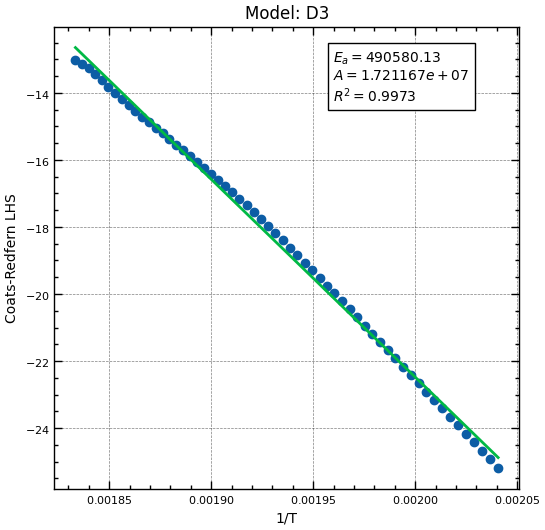 Model: D3
E_a = 490580.13
A = 1.721167e + 07
R^2 = 0.9973
−14
−16
−18
−20
−22
−24
Coats-Redfern LHS
0.00185
0.00190
0.00195
0.00200
0.00205
1/T